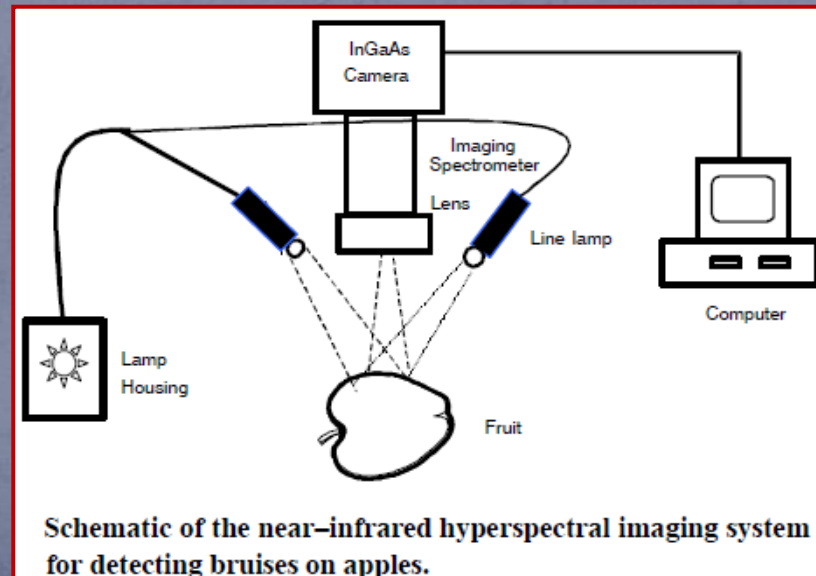 InGaAs
Camera
Imaging
Spectrometer
Lens
Line lamp
Computer
Lamp
Housing
Fruit
Schematic of the near–infrared hyperspectral imaging system
for detecting bruises on apples.